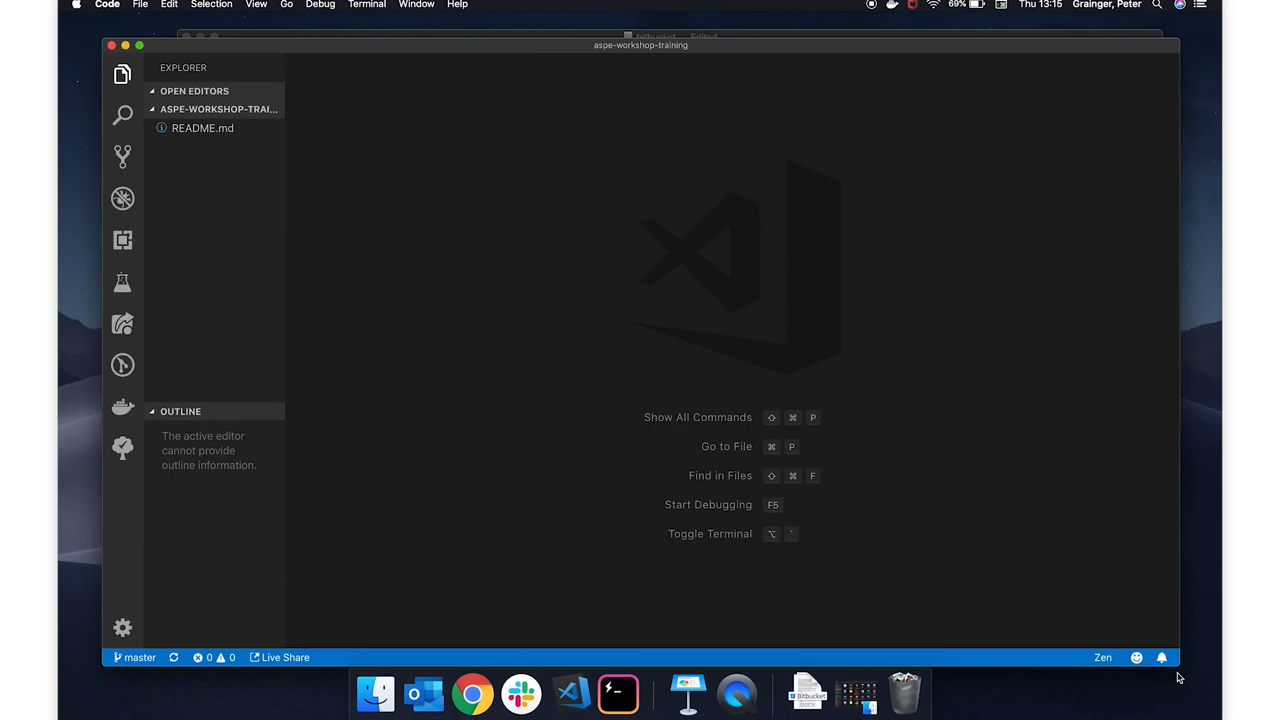 Code File Edit Selection View Go Debug Terminal Window Help 69% Thu 13:15 Grainger, Peter
aspe-workshop-training
EXPLORER
OPEN EDITORS
ASPE-WORKSHOP-TRAI...
README.md
OUTLINE
The active editor
cannot provide
outline information.
Show All Commands ⇧ ⌘ P
Go to File ⌘ P
Find in Files ⇧ ⌘ F
Start Debugging F5
Toggle Terminal ⌥ `
master 0 0 Live Share Zen
Bitbucket
DOCX